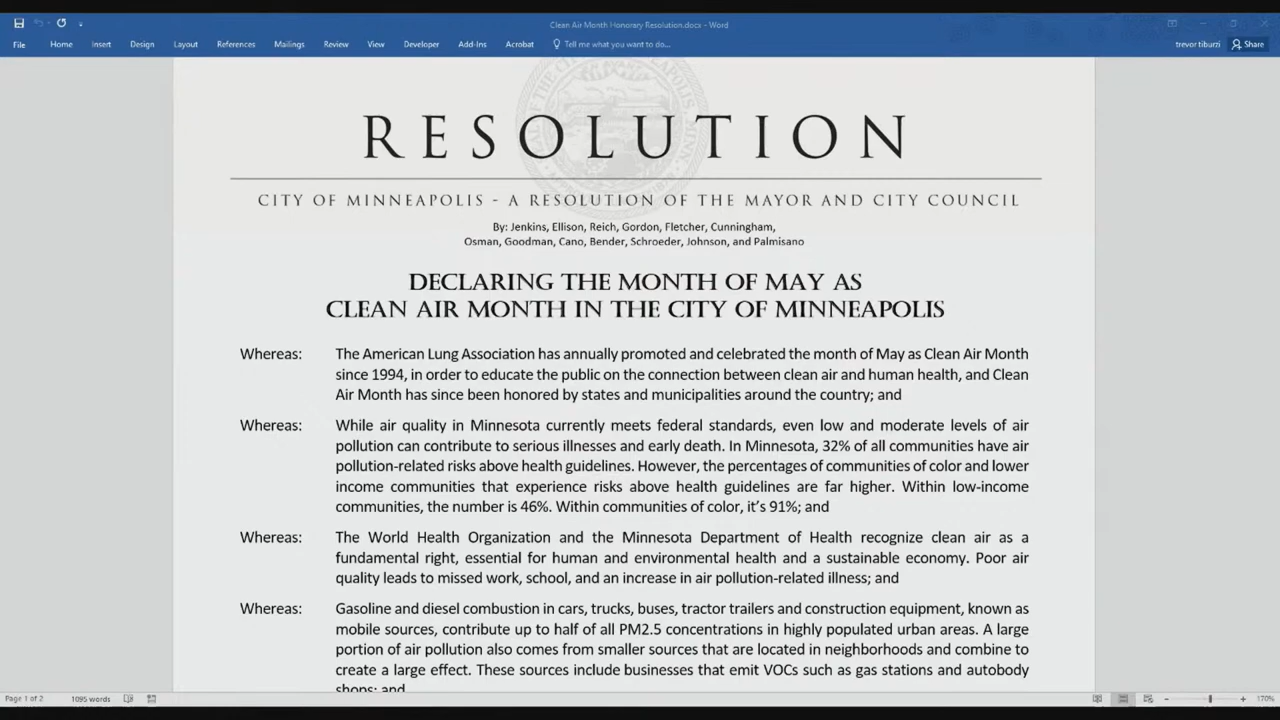 Clean Air Month Honorary Resolution.docx - Word
File Home Insert Design Layout References Mailings Review View Developer Add-Ins Acrobat Tell me what you want to do... trevor tiburzi Share
RESOLUTION
CITY OF MINNEAPOLIS - A RESOLUTION OF THE MAYOR AND CITY COUNCIL
By: Jenkins, Ellison, Reich, Gordon, Fletcher, Cunningham,
Osman, Goodman, Cano, Bender, Schroeder, Johnson, and Palmisano
DECLARING THE MONTH OF MAY AS
CLEAN AIR MONTH IN THE CITY OF MINNEAPOLIS
Whereas: The American Lung Association has annually promoted and celebrated the month of May as Clean Air Month
since 1994, in order to educate the public on the connection between clean air and human health, and Clean
Air Month has since been honored by states and municipalities around the country; and
Whereas: While air quality in Minnesota currently meets federal standards, even low and moderate levels of air
pollution can contribute to serious illnesses and early death. In Minnesota, 32% of all communities have air
pollution-related risks above health guidelines. However, the percentages of communities of color and lower
income communities that experience risks above health guidelines are far higher. Within low-income
communities, the number is 46%. Within communities of color, it's 91%; and
Whereas: The World Health Organization and the Minnesota Department of Health recognize clean air as a
fundamental right, essential for human and environmental health and a sustainable economy. Poor air
quality leads to missed work, school, and an increase in air pollution-related illness; and
Whereas: Gasoline and diesel combustion in cars, trucks, buses, tractor trailers and construction equipment, known as
mobile sources, contribute up to half of all PM2.5 concentrations in highly populated urban areas. A large
portion of air pollution also comes from smaller sources that are located in neighborhoods and combine to
create a large effect. These sources include businesses that emit VOCs such as gas stations and autobody
shops; and
Page 1 of 2 1095 words 170%